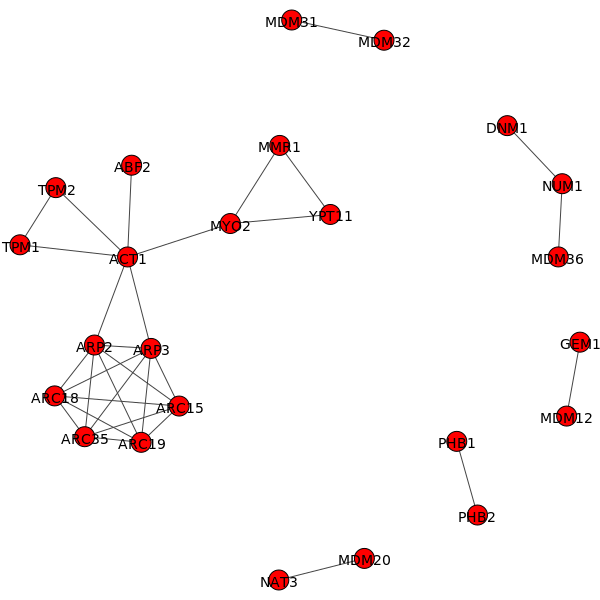 MDM31
MDM32
DNM1
MMR1
ABF2
NUM1
TPM2
YPT11
MYO2
TPM1
ACT1
MDM36
GEM1
ARP2
ARP3
ARC18
ARC15
MDM12
ARC35
ARC19
PHB1
PHB2
MDM20
NAT3